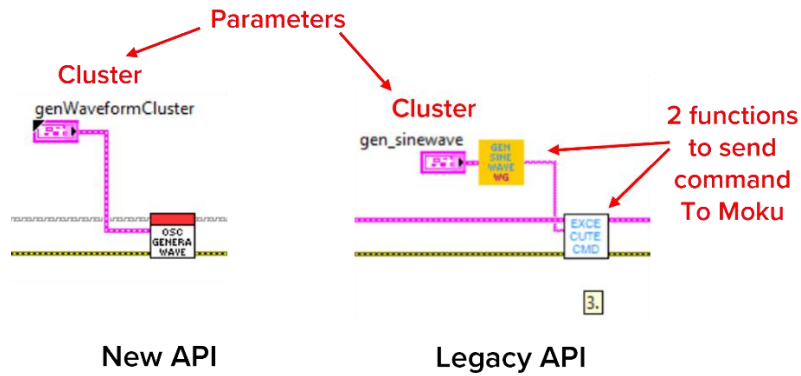 Parameters
Cluster
genWaveformCluster
OSC
GENERA
WAVE
New API
Cluster
gen_sinewave
GEN
SINE
WAVE
WG
EXCE
CUTE
CMD
3.
2 functions
to send
command
To Moku
Legacy API